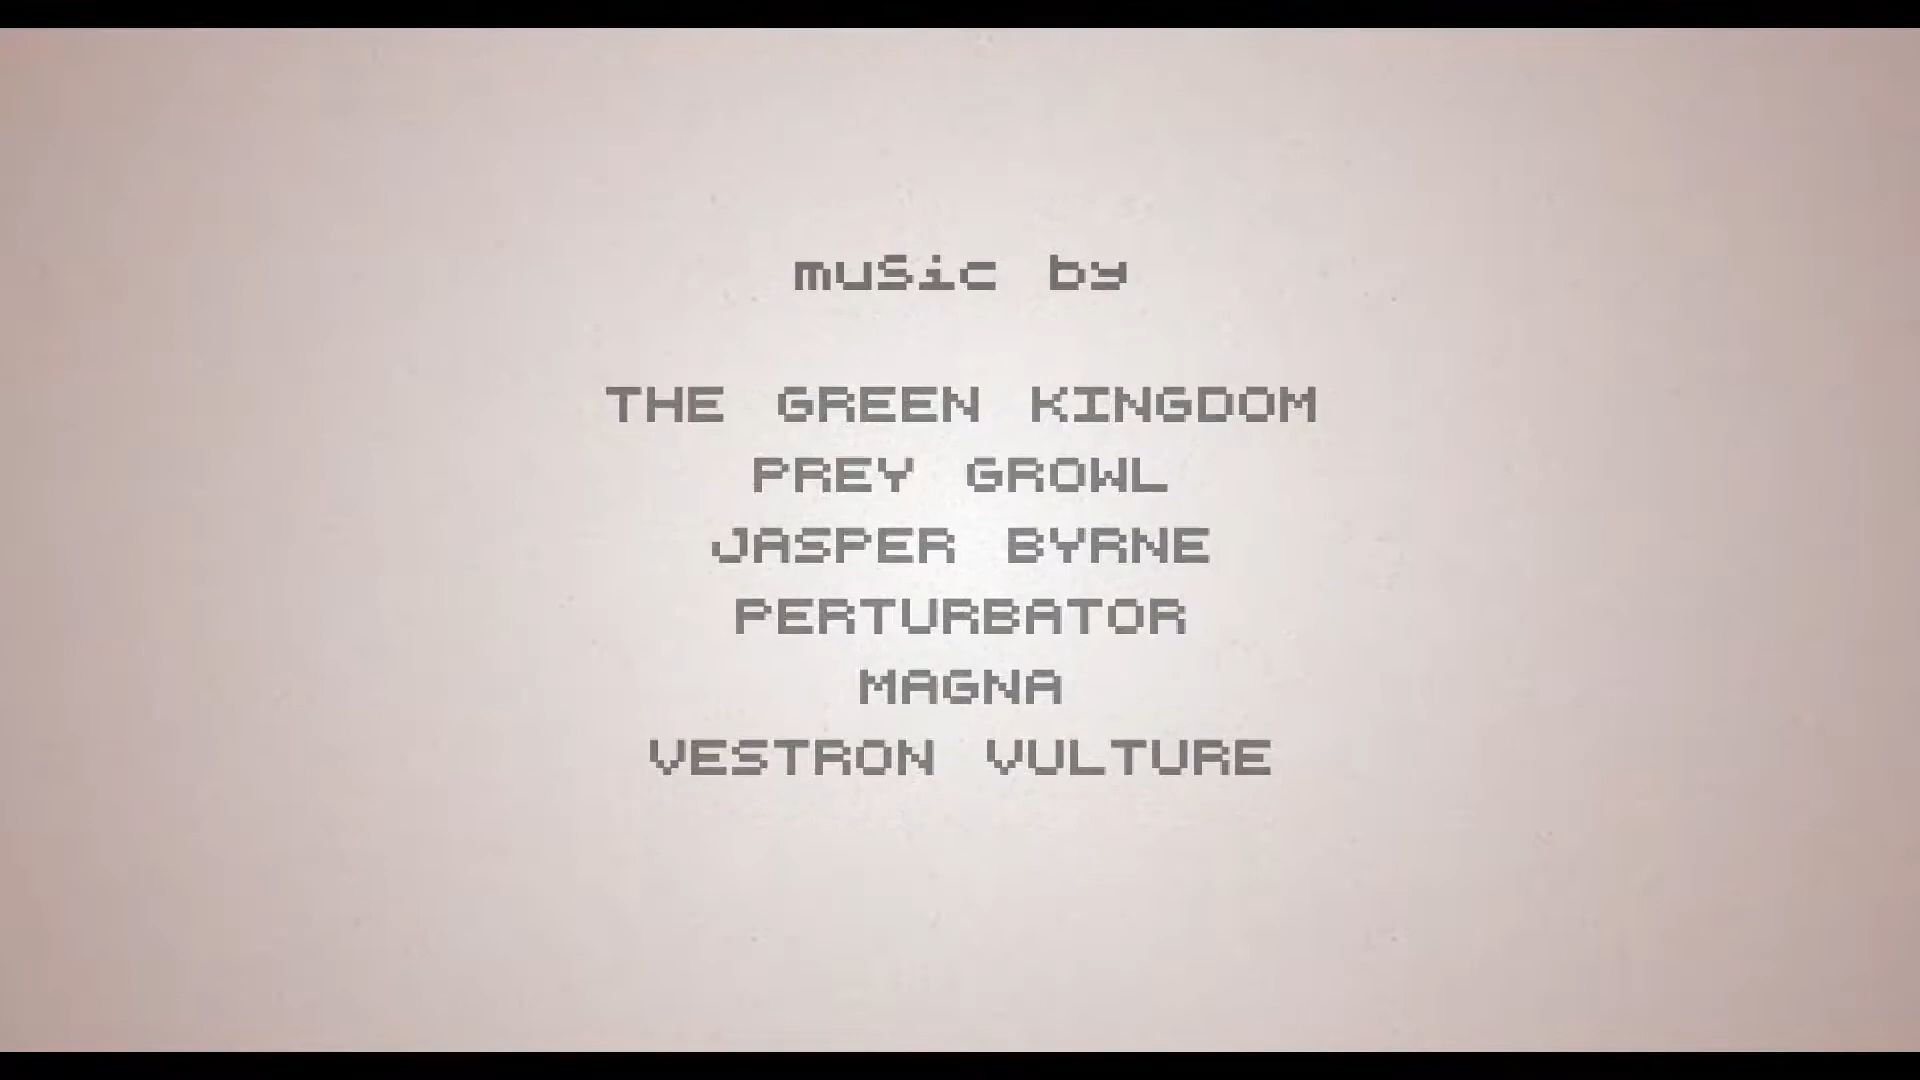 music by
THE GREEN KINGDOM
PREY GROWL
JASPER BYRNE
PERTURBATOR
MAGNA
VESTRON VULTURE